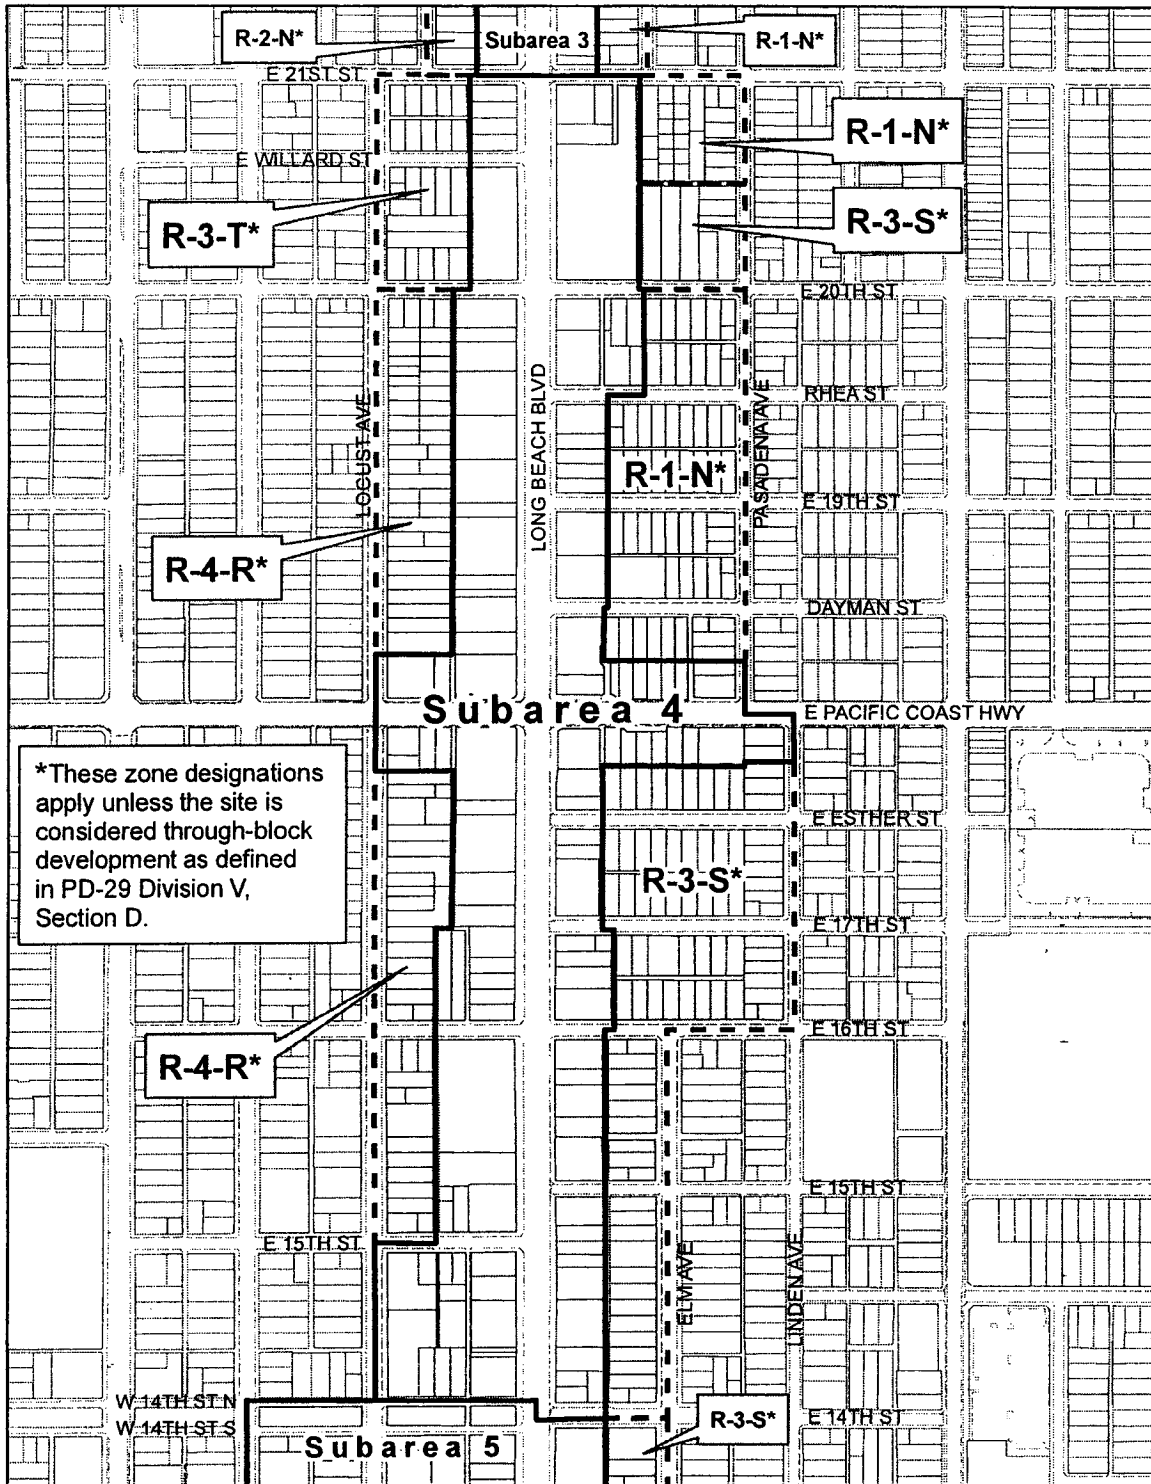 R-2-N*
Subarea 3
R-1-N*
E 21ST ST
R-1-N*
E WILLARD ST
R-3-T*
R-3-S*
E 20TH ST
LOCUST AVE
LONG BEACH BLVD
PASADENA AVE
RHEA ST
R-1-N*
E 19TH ST
R-4-R*
DAYMAN ST
Subarea 4
E PACIFIC COAST HWY
*These zone designations
apply unless the site is
considered through-block
development as defined
in PD-29 Division V,
Section D.
E ESTHER ST
R-3-S*
E 17TH ST
E 16TH ST
R-4-R*
E 15TH ST
E 15TH ST
ELM AVE
LINDEN AVE
W 14TH ST N
W 14TH ST S
R-3-S*
E 14TH ST
Subarea 5